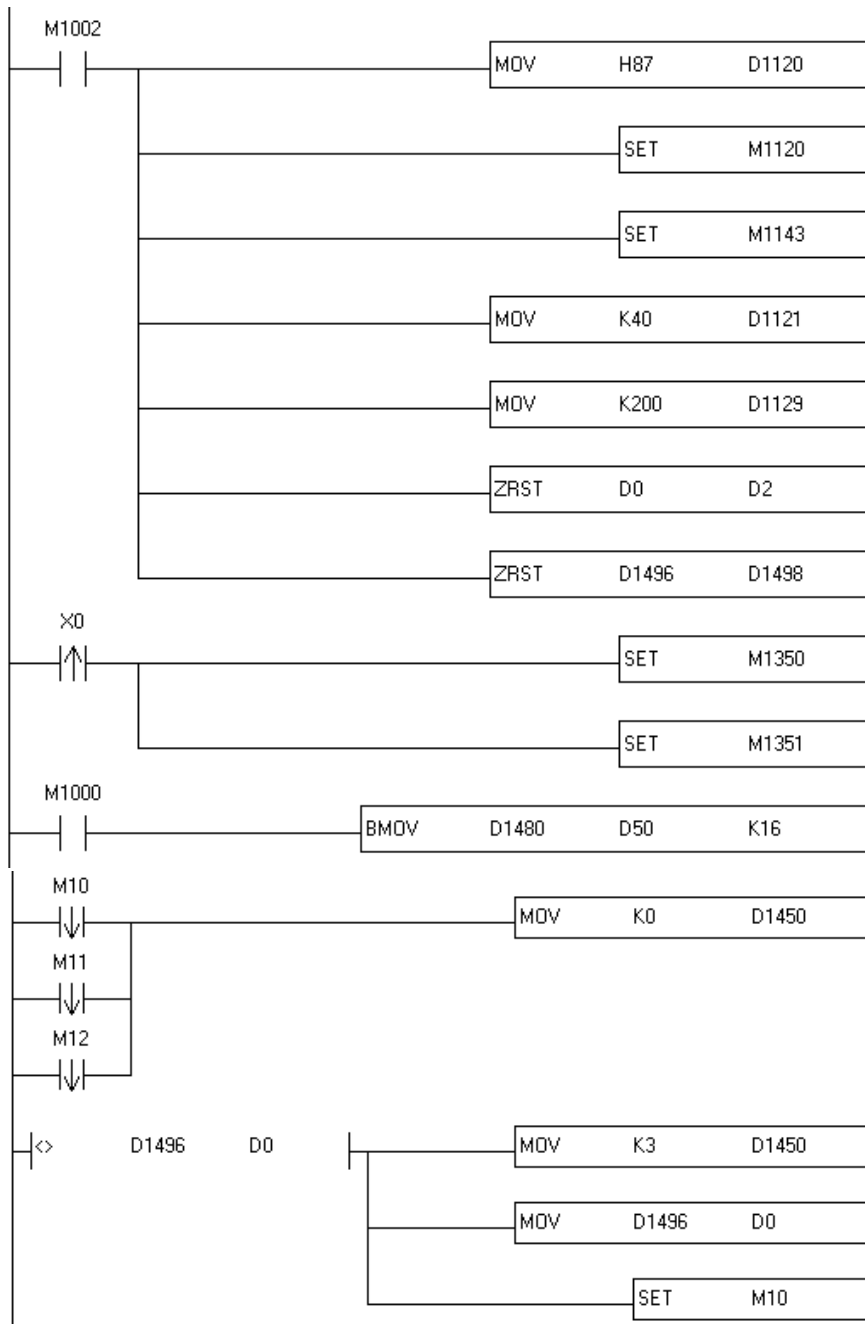 M1002
MOV H87 D1120
SET M1120
SET M1143
MOV K40 D1121
MOV K200 D1129
ZRST D0 D2
ZRST D1496 D1498
X0
SET M1350
SET M1351
M1000
BMOV D1480 D50 K16
M10
MOV K0 D1450
M11
M12
<> D1496 D0
MOV K3 D1450
MOV D1496 D0
SET M10